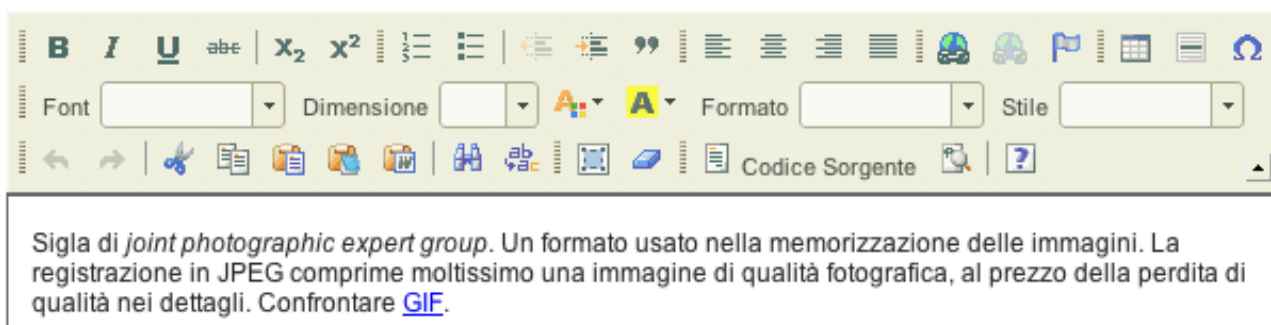 B I U abc X₂ X²
Font Dimensione A A Formato Stile
Codice Sorgente
Sigla di joint photographic expert group. Un formato usato nella memorizzazione delle immagini. La
registrazione in JPEG comprime moltissimo una immagine di qualità fotografica, al prezzo della perdita di
qualità nei dettagli. Confrontare GIF.